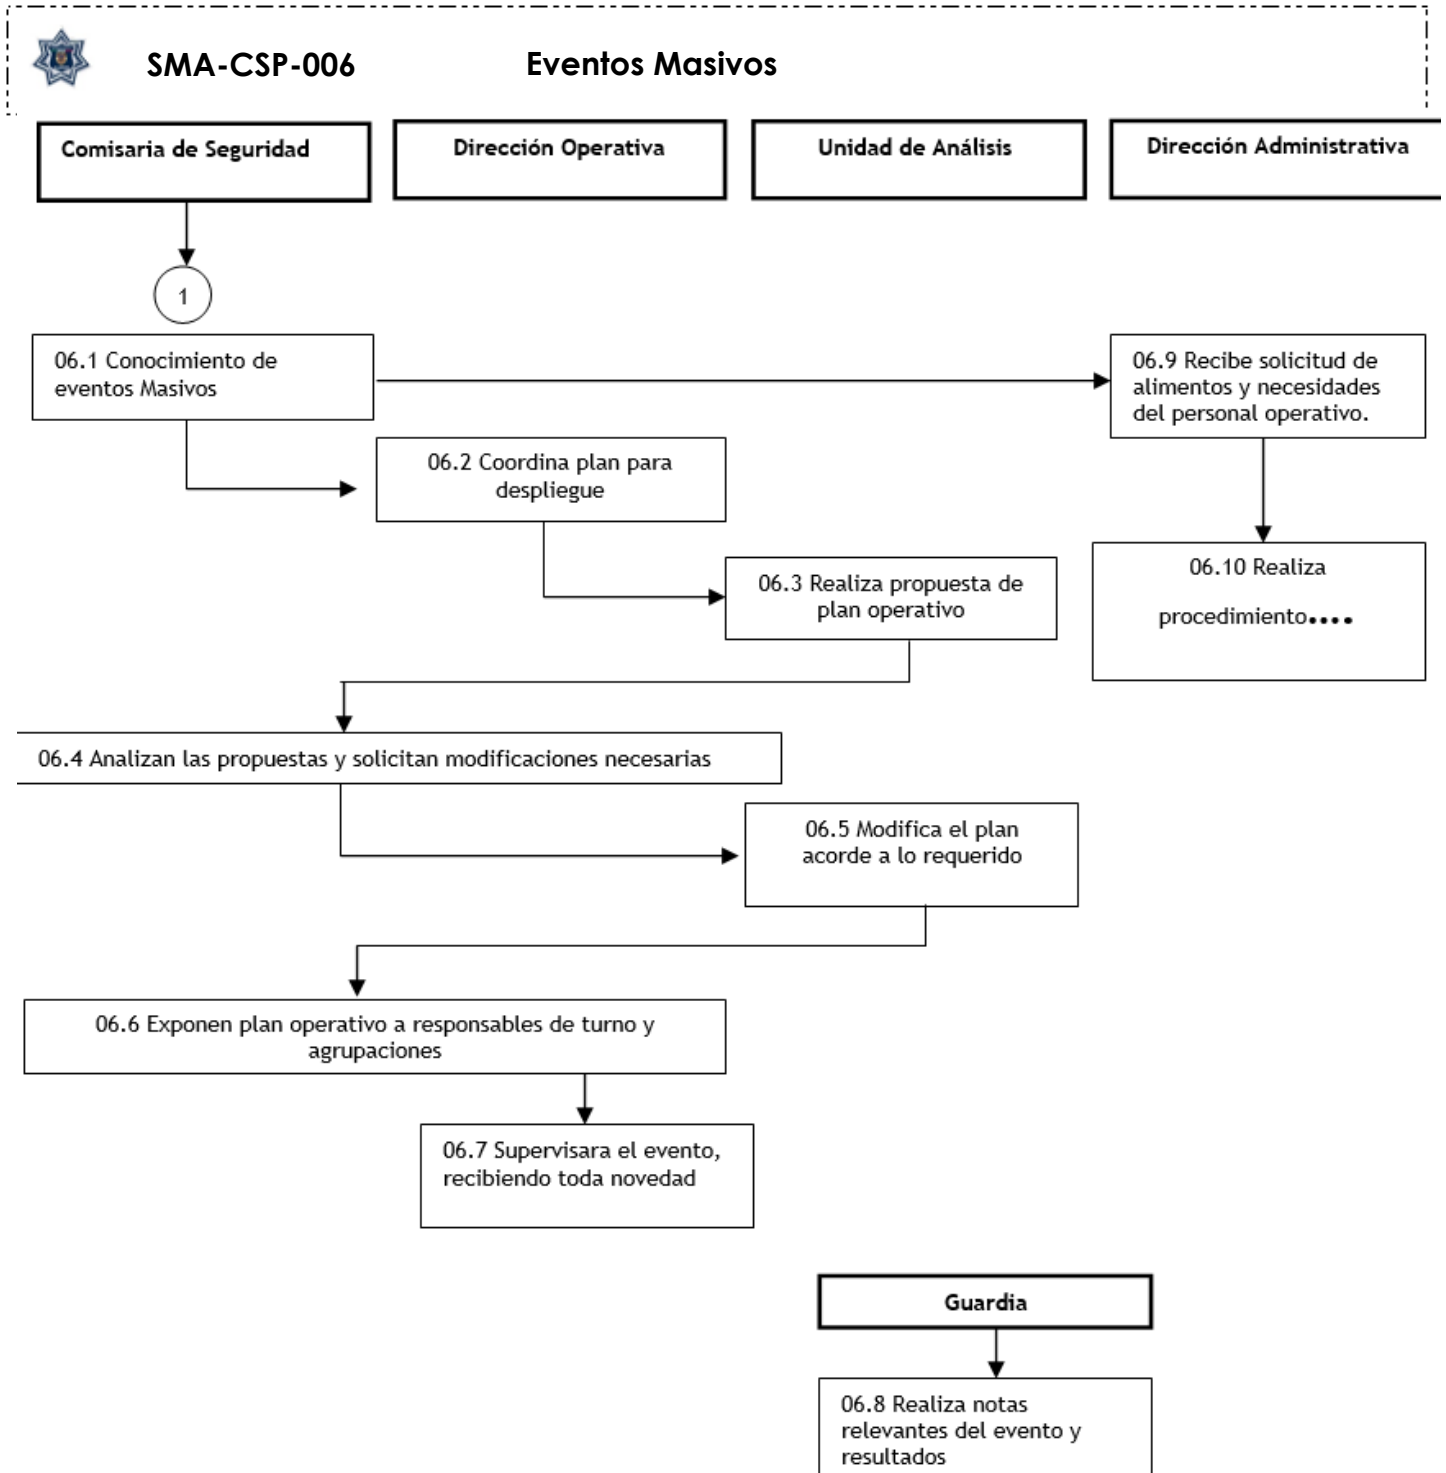 SMA-CSP-006 Eventos Masivos
Comisaria de Seguridad
Dirección Operativa
Unidad de Análisis
Dirección Administrativa
1
06.1 Conocimiento de
eventos Masivos
06.9 Recibe solicitud de
alimentos y necesidades
del personal operativo.
06.2 Coordina plan para
despliegue
06.3 Realiza propuesta de
plan operativo
06.10 Realiza
procedimiento....
06.4 Analizan las propuestas y solicitan modificaciones necesarias
06.5 Modifica el plan
acorde a lo requerido
06.6 Exponen plan operativo a responsables de turno y
agrupaciones
06.7 Supervisara el evento,
recibiendo toda novedad
Guardia
06.8 Realiza notas
relevantes del evento y
resultados